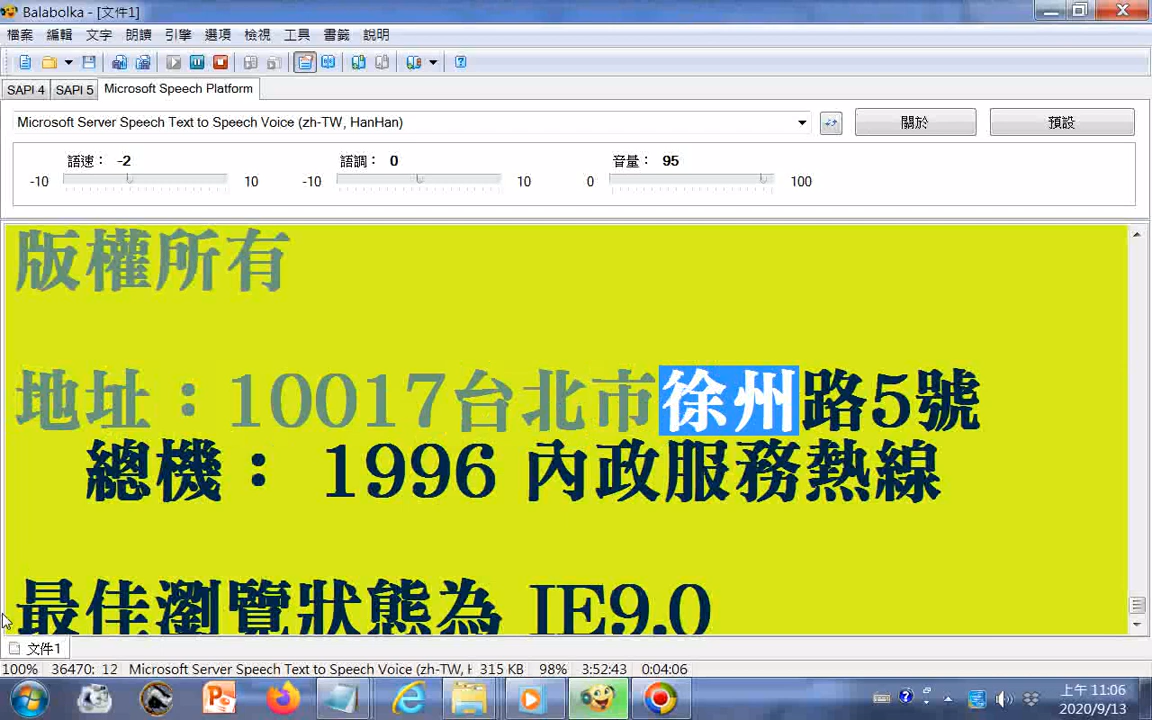 Balabolka - [文件1]
檔案 編輯 文字 朗讀 引擎 選項 檢視 工具 書籤 說明
SAPI 4 SAPI 5 Microsoft Speech Platform
Microsoft Server Speech Text to Speech Voice (zh-TW, HanHan) 關於 預設
語速： -2 語調： 0 音量： 95
-10 10 -10 10 0 100
版權所有
地址：10017台北市徐州路5號
總機： 1996 內政服務熱線
最佳瀏覽狀態為 IE9.0
文件1
100% 36470: 12 Microsoft Server Speech Text to Speech Voice (zh-TW, 315 KB 98% 3:52:43 0:04:06
上午 11:06
2020/9/13